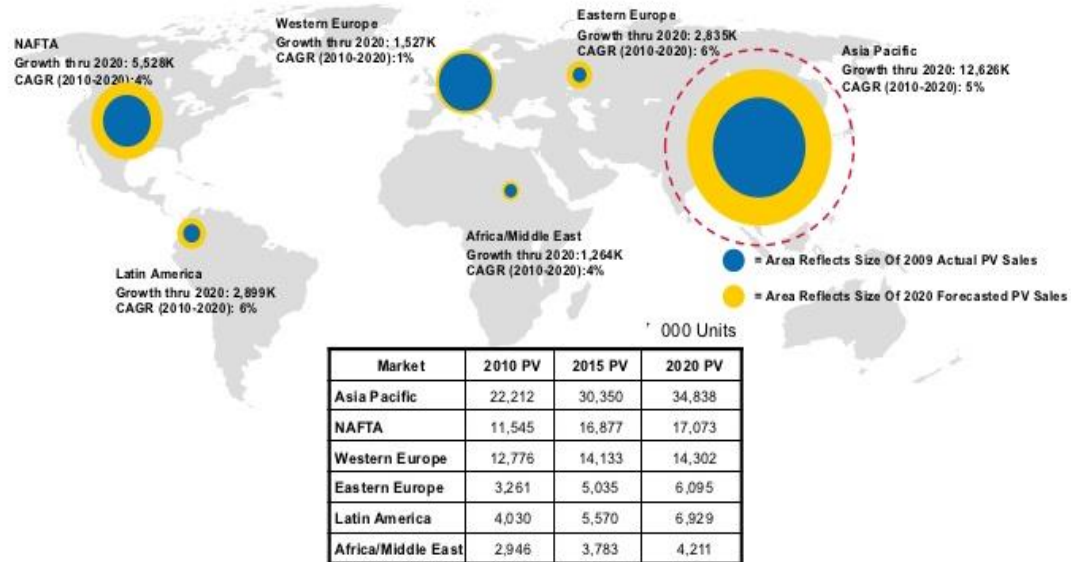 Western Europe
Growth thru 2020: 1,527K
CAGR (2010-2020):1%
Eastern Europe
Growth thru 2020: 2,835K
CAGR (2010-2020): 6%
NAFTA
Growth thru 2020: 5,528K
CAGR (2010-2020):4%
Asia Pacific
Growth thru 2020: 12,626K
CAGR (2010-2020): 5%
Africa/Middle East
Growth thru 2020:1,264K
CAGR (2010-2020):4%
Latin America
Growth thru 2020: 2,899K
CAGR (2010-2020): 6%
= Area Reflects Size Of 2009 Actual PV Sales
= Area Reflects Size Of 2020 Forecasted PV Sales
' 000 Units
Market 2010 PV 2015 PV 2020 PV
Asia Pacific 22,212 30,350 34,838
NAFTA 11,545 16,877 17,073
Western Europe 12,776 14,133 14,302
Eastern Europe 3,261 5,035 6,095
Latin America 4,030 5,570 6,929
Africa/Middle East 2,946 3,783 4,211